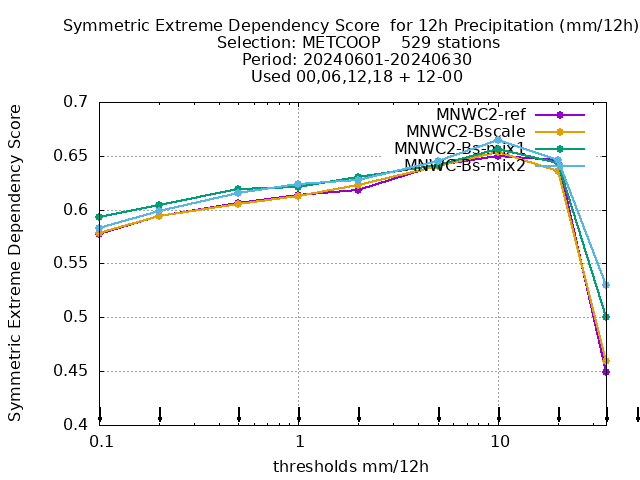 Symmetric Extreme Dependency Score  for 12h Precipitation (mm/12h)
Selection: METCOOP    529 stations
Period: 20240601-20240630
Used 00,06,12,18 + 12-00
Symmetric Extreme Dependency Score
0.7
0.65
0.6
0.55
0.5
0.45
0.4
MNWC2-ref
MNWC2-Bscale
MNWC2-Bs-mix1
MNWC-Bs-mix2
0.1
1
10
thresholds mm/12h